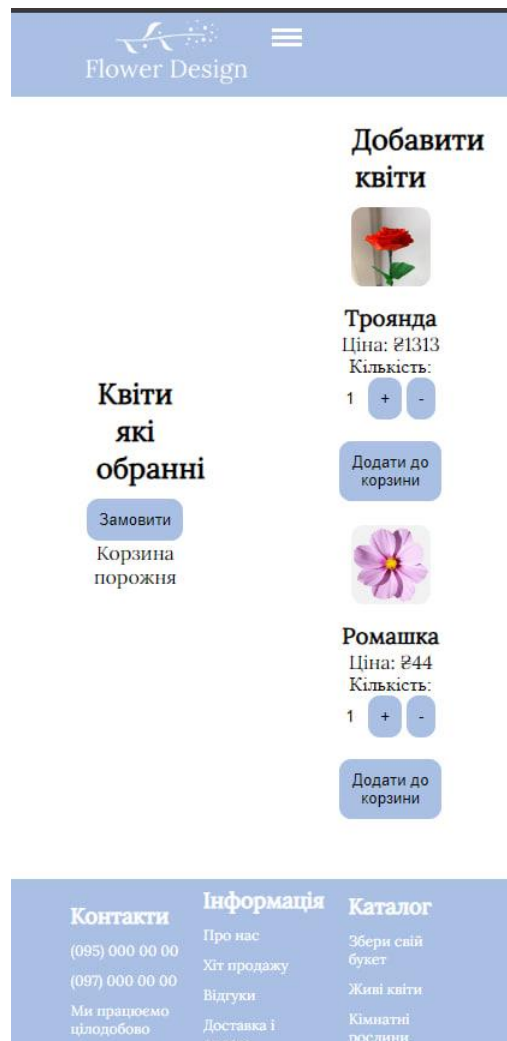 Flower Design
Добавити
квіти
Троянда
Ціна: ₴1313
Кількість:
1 + -
Додати до
корзини
Квіти
які
обранні
Замовити
Корзина
порожня
Ромашка
Ціна: ₴44
Кількість:
1 + -
Додати до
корзини
Контакти
(095) 000 00 00
(097) 000 00 00
Ми працюємо
цілодобово
Інформація
Про нас
Хіт продажу
Відгуки
Доставка і
Каталог
Збери свій
букет
Живі квіти
Кімнатні
рослини